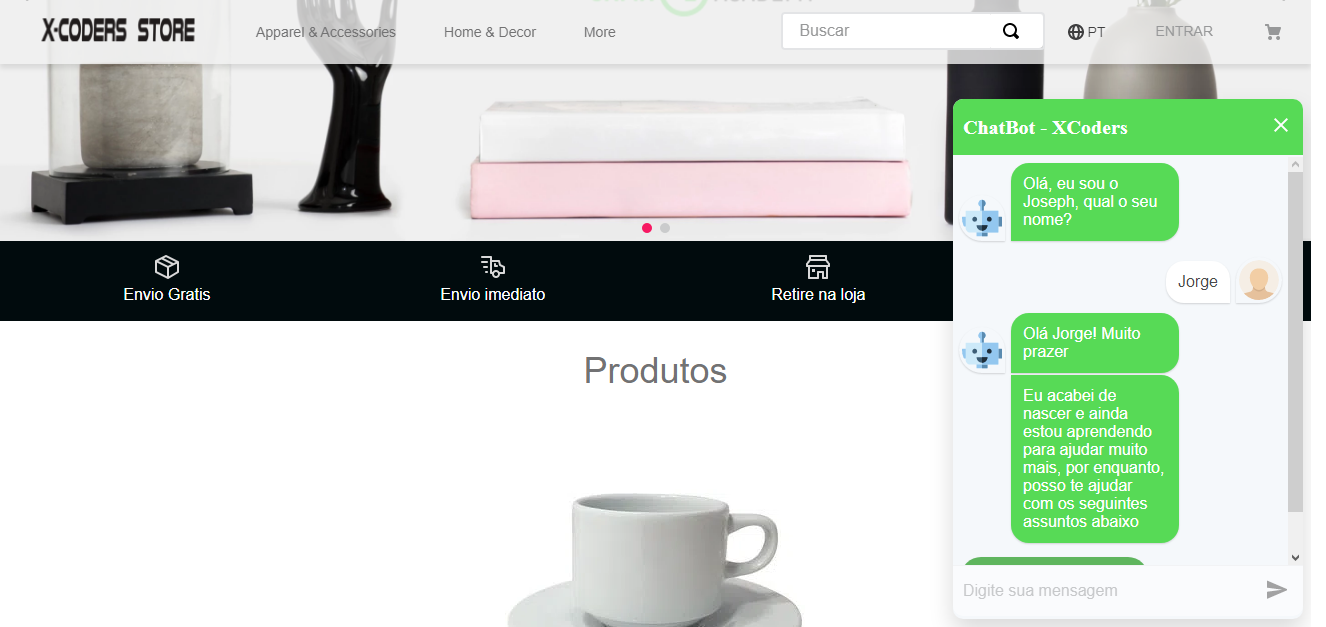 X-CODERS STORE
Apparel & Accessories
Home & Decor
More
Buscar
PT
ENTRAR
ChatBot - XCoders
Olá, eu sou o
Joseph, qual o seu
nome?
Jorge
Olá Jorge! Muito
prazer
Eu acabei de
nascer e ainda
estou aprendendo
para ajudar muito
mais, por enquanto,
posso te ajudar
com os seguintes
assuntos abaixo
Digite sua mensagem
Envio Gratis
Envio imediato
Retire na loja
Produtos